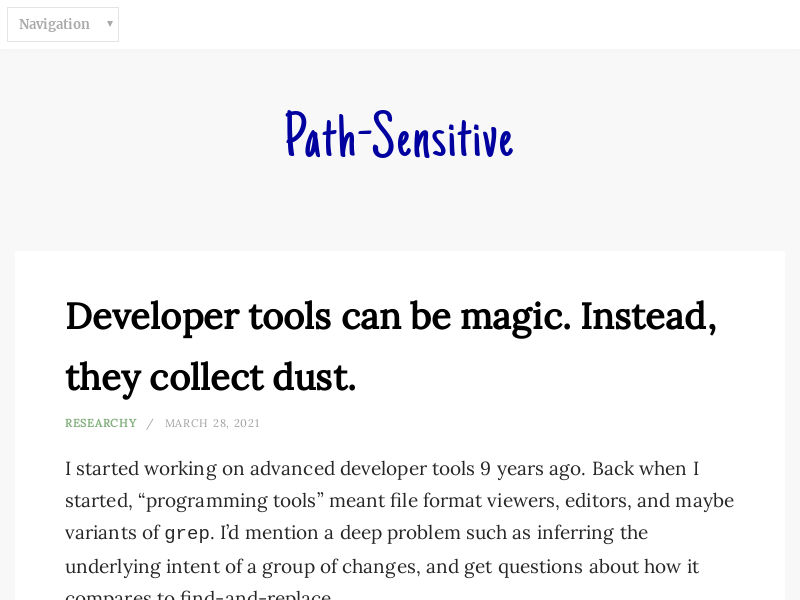 Navigation
Path-Sensitive
Developer tools can be magic. Instead,
they collect dust.
RESEARCHY / MARCH 28, 2021
I started working on advanced developer tools 9 years ago. Back when I
started, “programming tools” meant file format viewers, editors, and maybe
variants of grep. I’d mention a deep problem such as inferring the
underlying intent of a group of changes, and get questions about how it
compares to find-and-replace.